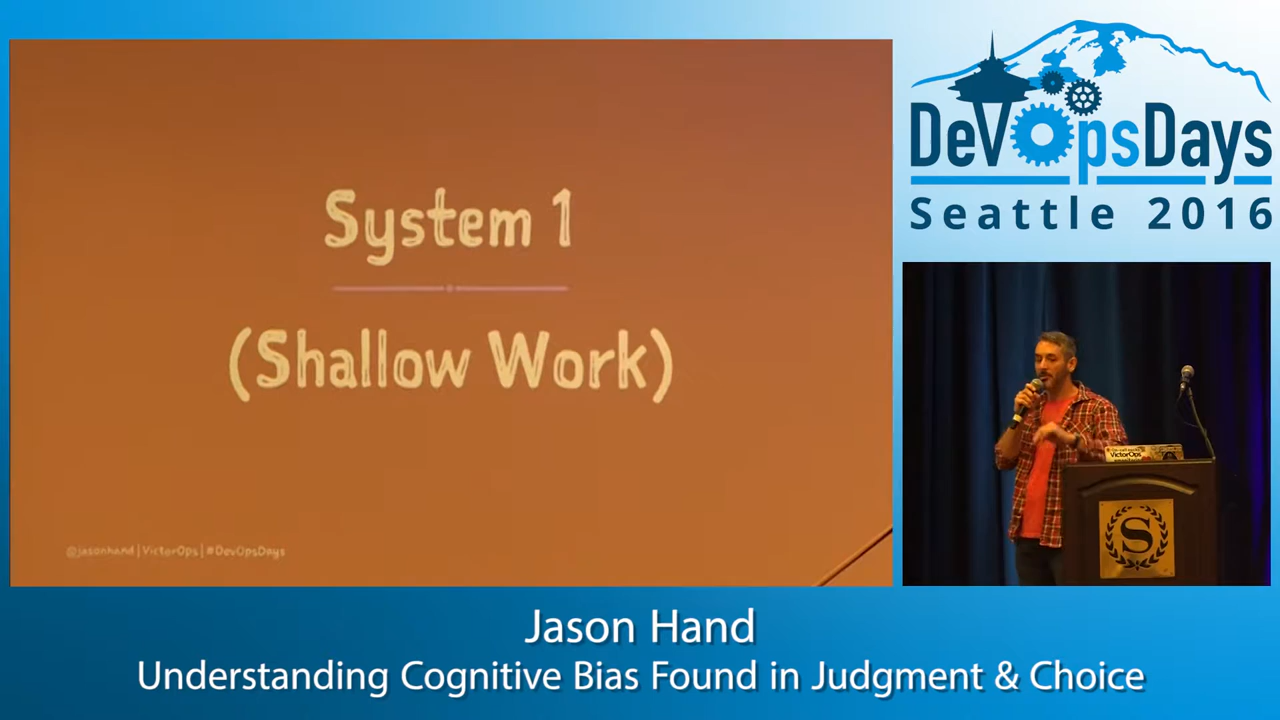 System 1
(Shallow Work)
@jasonhand | VictorOps | #DevOpsDays
DevOpsDays
Seattle 2016
VictorOps
S
Jason Hand
Understanding Cognitive Bias Found in Judgment & Choice